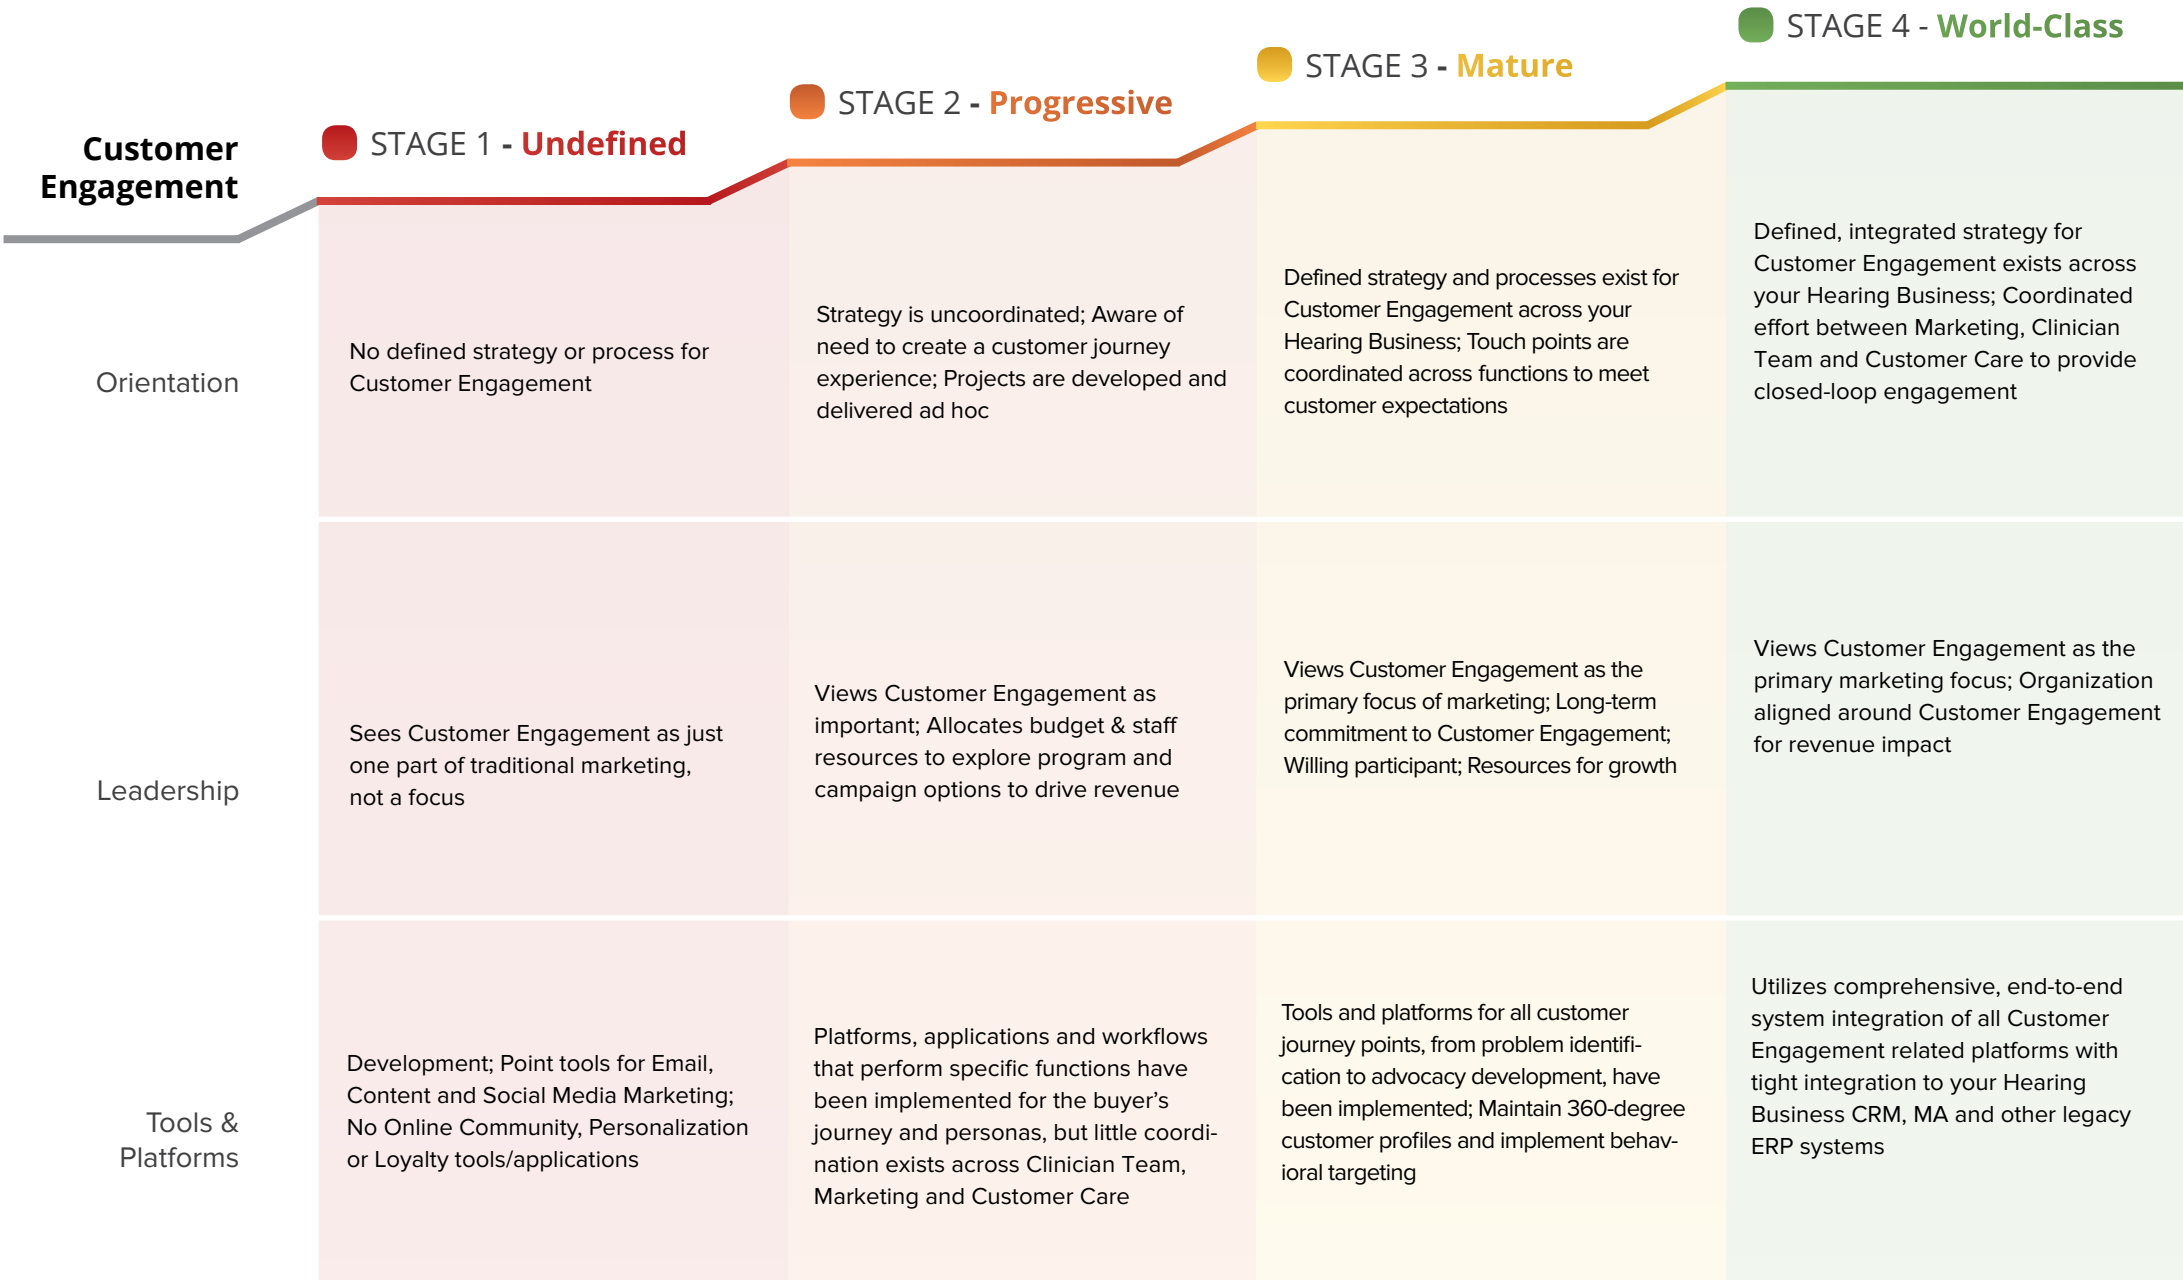 Customer
Engagement
STAGE 1 - Undefined
STAGE 2 - Progressive
STAGE 3 - Mature
STAGE 4 - World-Class
Orientation
No defined strategy or process for
Customer Engagement
Strategy is uncoordinated; Aware of
need to create a customer journey
experience; Projects are developed and
delivered ad hoc
Defined strategy and processes exist for
Customer Engagement across your
Hearing Business; Touch points are
coordinated across functions to meet
customer expectations
Defined, integrated strategy for
Customer Engagement exists across
your Hearing Business; Coordinated
effort between Marketing, Clinician
Team and Customer Care to provide
closed-loop engagement
Leadership
Sees Customer Engagement as just
one part of traditional marketing,
not a focus
Views Customer Engagement as
important; Allocates budget & staff
resources to explore program and
campaign options to drive revenue
Views Customer Engagement as the
primary focus of marketing; Long-term
commitment to Customer Engagement;
Willing participant; Resources for growth
Views Customer Engagement as the
primary marketing focus; Organization
aligned around Customer Engagement
for revenue impact
Tools &
Platforms
Development; Point tools for Email,
Content and Social Media Marketing;
No Online Community, Personalization
or Loyalty tools/applications
Platforms, applications and workflows
that perform specific functions have
been implemented for the buyer’s
journey and personas, but little coordi-
nation exists across Clinician Team,
Marketing and Customer Care
Tools and platforms for all customer
journey points, from problem identifi-
cation to advocacy development, have
been implemented; Maintain 360-degree
customer profiles and implement behav-
ioral targeting
Utilizes comprehensive, end-to-end
system integration of all Customer
Engagement related platforms with
tight integration to your Hearing
Business CRM, MA and other legacy
ERP systems